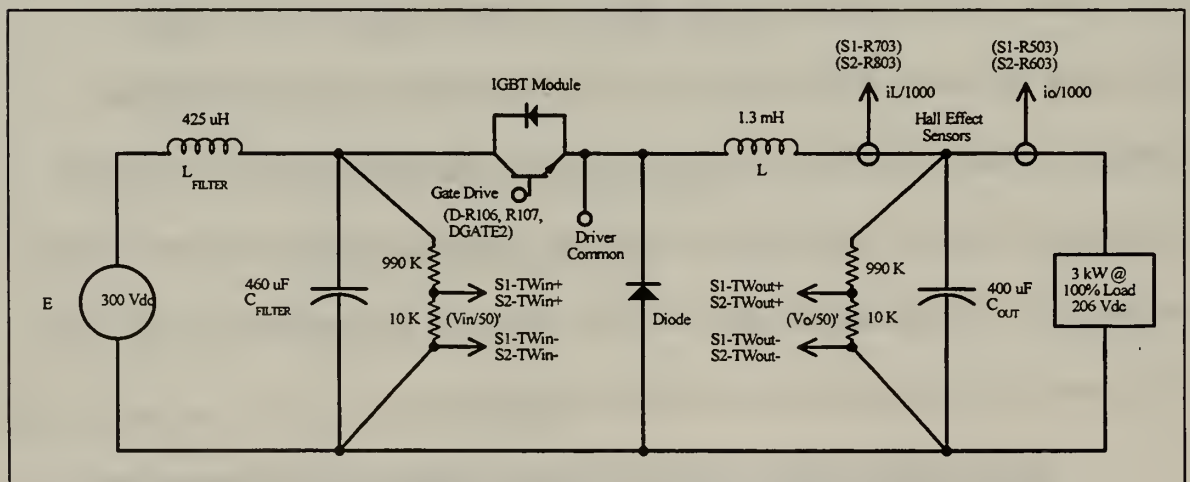 (S1-R703)
(S2-R803)
iL/1000
(S1-R503)
(S2-R603)
io/1000
IGBT Module
Hall Effect
Sensors
425 uH
L FILTER
1.3 mH
L
Gate Drive
(D-R106, R107,
DGATE2)
Driver
Common
E
300 Vdc
460 uF
C FILTER
990 K
10 K
S1-TWin+
S2-TWin+
(Vin/50)'
S1-TWin-
S2-TWin-
Diode
S1-TWout+
S2-TWout+
(Vo/50)'
S1-TWout-
S2-TWout-
990 K
10 K
400 uF
C OUT
3 kW @
100% Load
206 Vdc